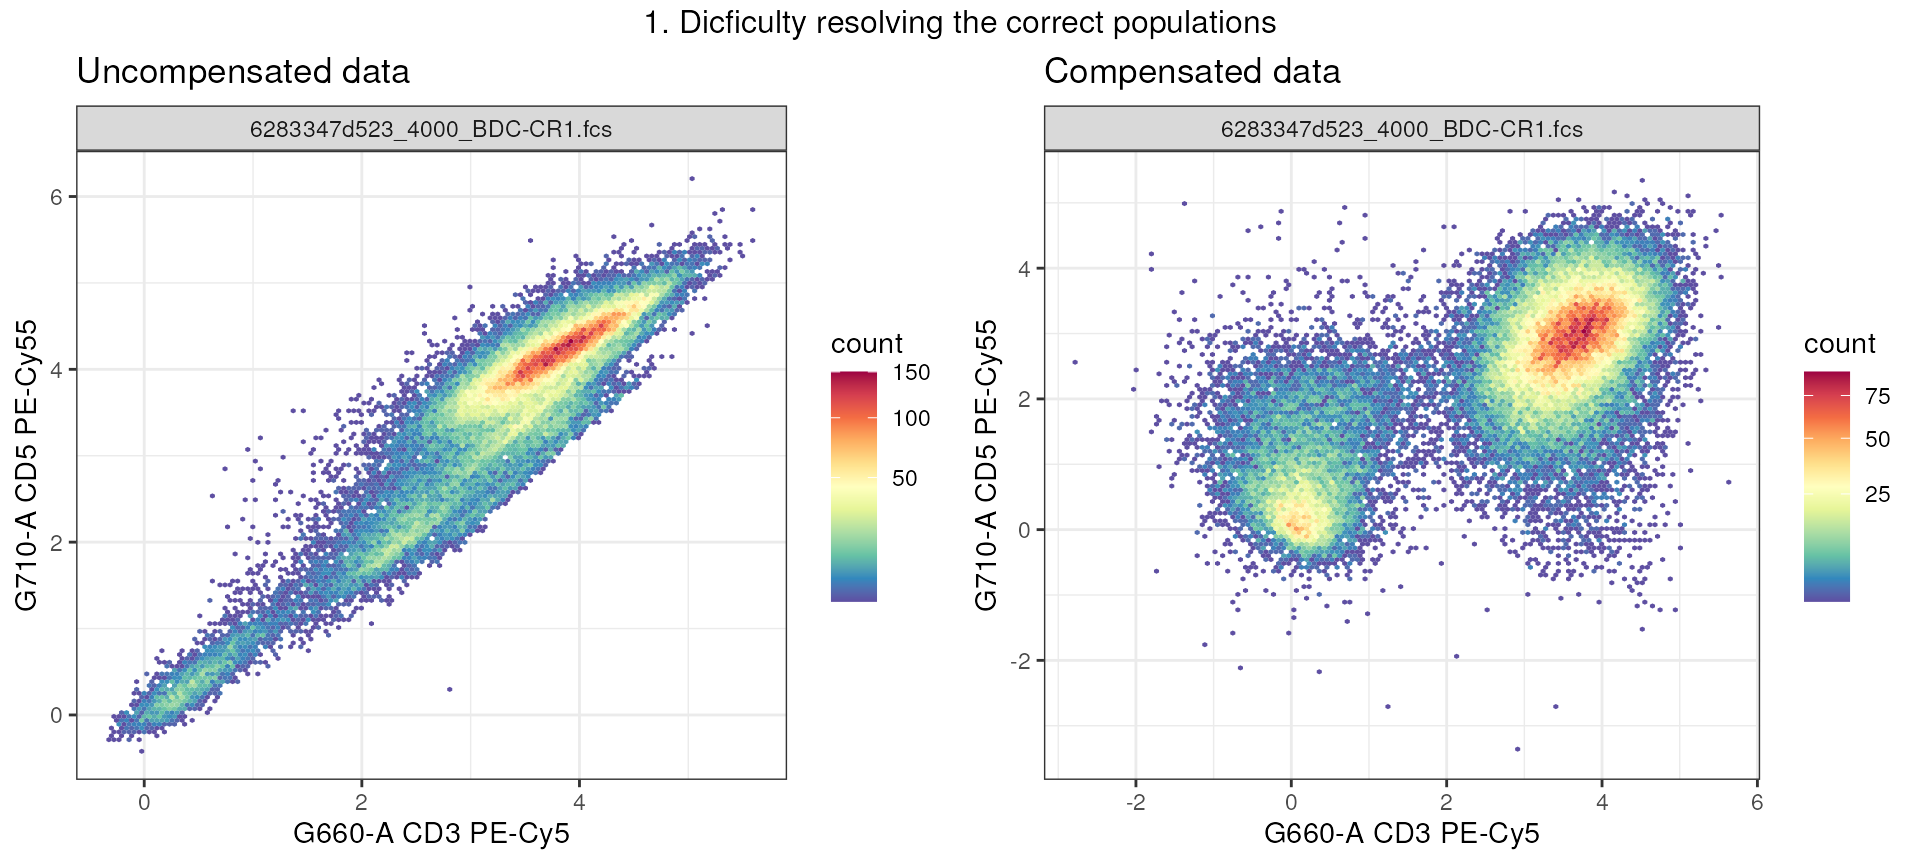 1. Dicficulty resolving the correct populations
Uncompensated data
6283347d523_4000_BDC-CR1.fcs
G710-A CD5 PE-Cy55
6
4
2
0
0 2 4
G660-A CD3 PE-Cy5
count
150
100
50
Compensated data
6283347d523_4000_BDC-CR1.fcs
G710-A CD5 PE-Cy55
4
2
0
-2
-2 0 2 4 6
G660-A CD3 PE-Cy5
count
75
50
25